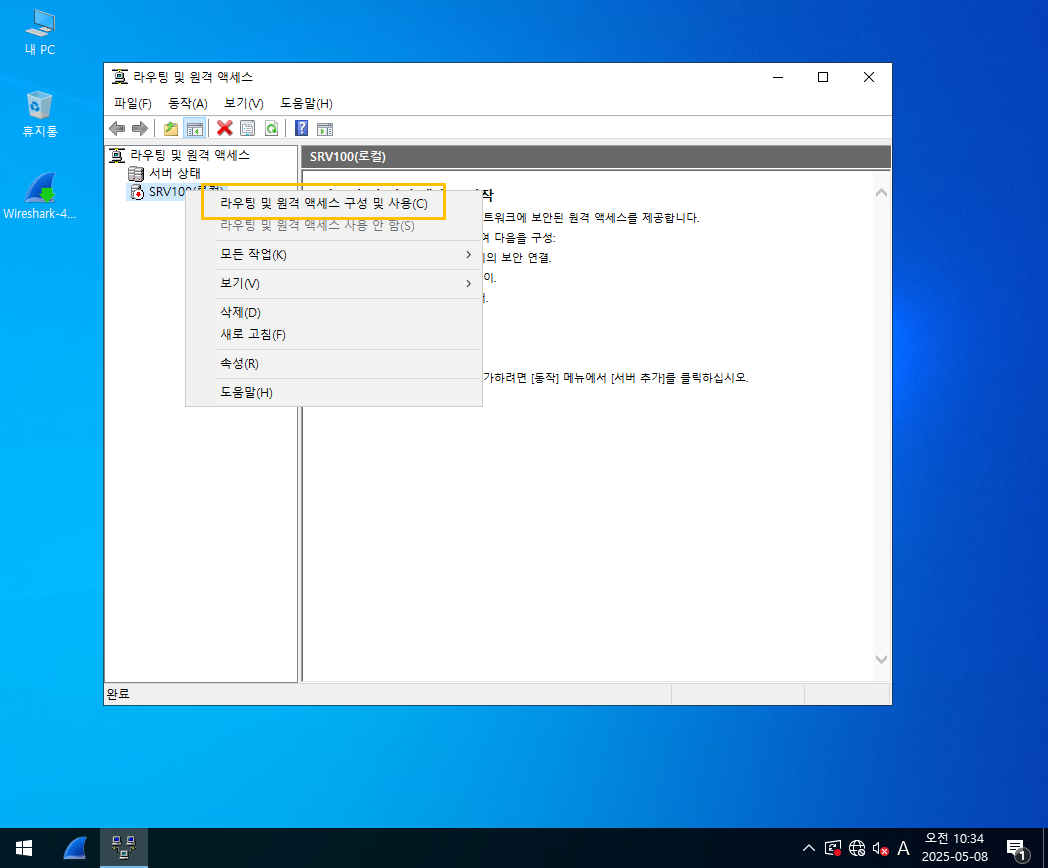 내 PC
휴지통
Wireshark-4...
라우팅 및 원격 액세스
파일(F) 동작(A) 보기(V) 도움말(H)
라우팅 및 원격 액세스
서버 상태
SRV100(로컬)
SRV100(로컬)
작
트워크에 보안된 원격 액세스를 제공합니다.
여 다음을 구성:
의 보안 연결.
이.
가하려면 [동작] 메뉴에서 [서버 추가]를 클릭하십시오.
라우팅 및 원격 액세스 구성 및 사용(C)
라우팅 및 원격 액세스 사용 안 함(S)
모든 작업(K)
보기(V)
삭제(D)
새로 고침(F)
속성(R)
도움말(H)
완료
A
오전 10:34
2025-05-08
1